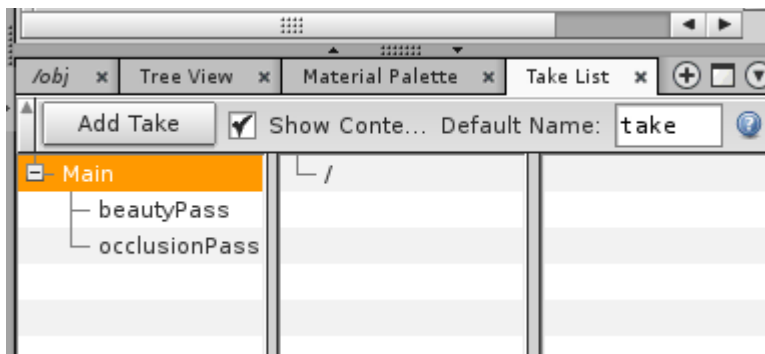 /obj × Tree View × Material Palette × Take List ×
Add Take Show Conte... Default Name: take
Main /
beautyPass
occlusionPass